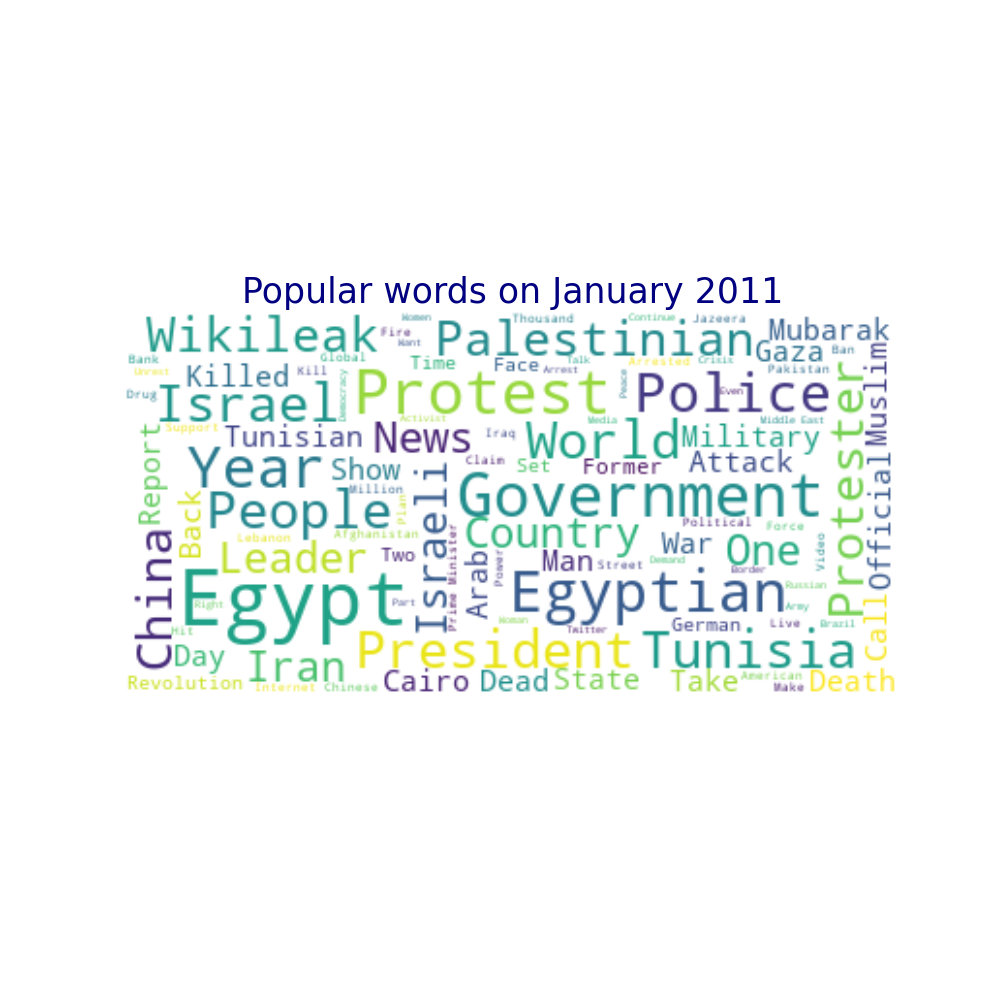 Popular words on January 2011
Women
Thousand
Continue
Jazeera
Wikileak
Fire
Palestinian
Mubarak
Want
Bank
Global
Time
Face
Talk
Arrested
Crisis
Gaza
Ban
Unrest
Killed
Kill
Arrest
Pakistan
Drug
Israel
Democracy
Protest
Peace
Police
Even
Muslim
Support
Tunisian
Activist
News
Iraq
World
Media
Military
Middle East
Protester
Report
Year
Show
Claim
Set
Former
Attack
Official
Back
People
Million
Plan
Israeli
Government
Lebanon
Afghanistan
Country
Political
Force
China
Leader
Two
Prime Minister
Arab
Power
Man
Street
War
Demand
One
Border
Video
Right
Egypt
Part
Egyptian
Russian
Army
Hit
Woman
Twitter
German
Live
Brazil
Call
Day
Iran
President
Tunisia
Revolution
Internet
Chinese
Cairo
Dead
State
Take
American
Make
Death